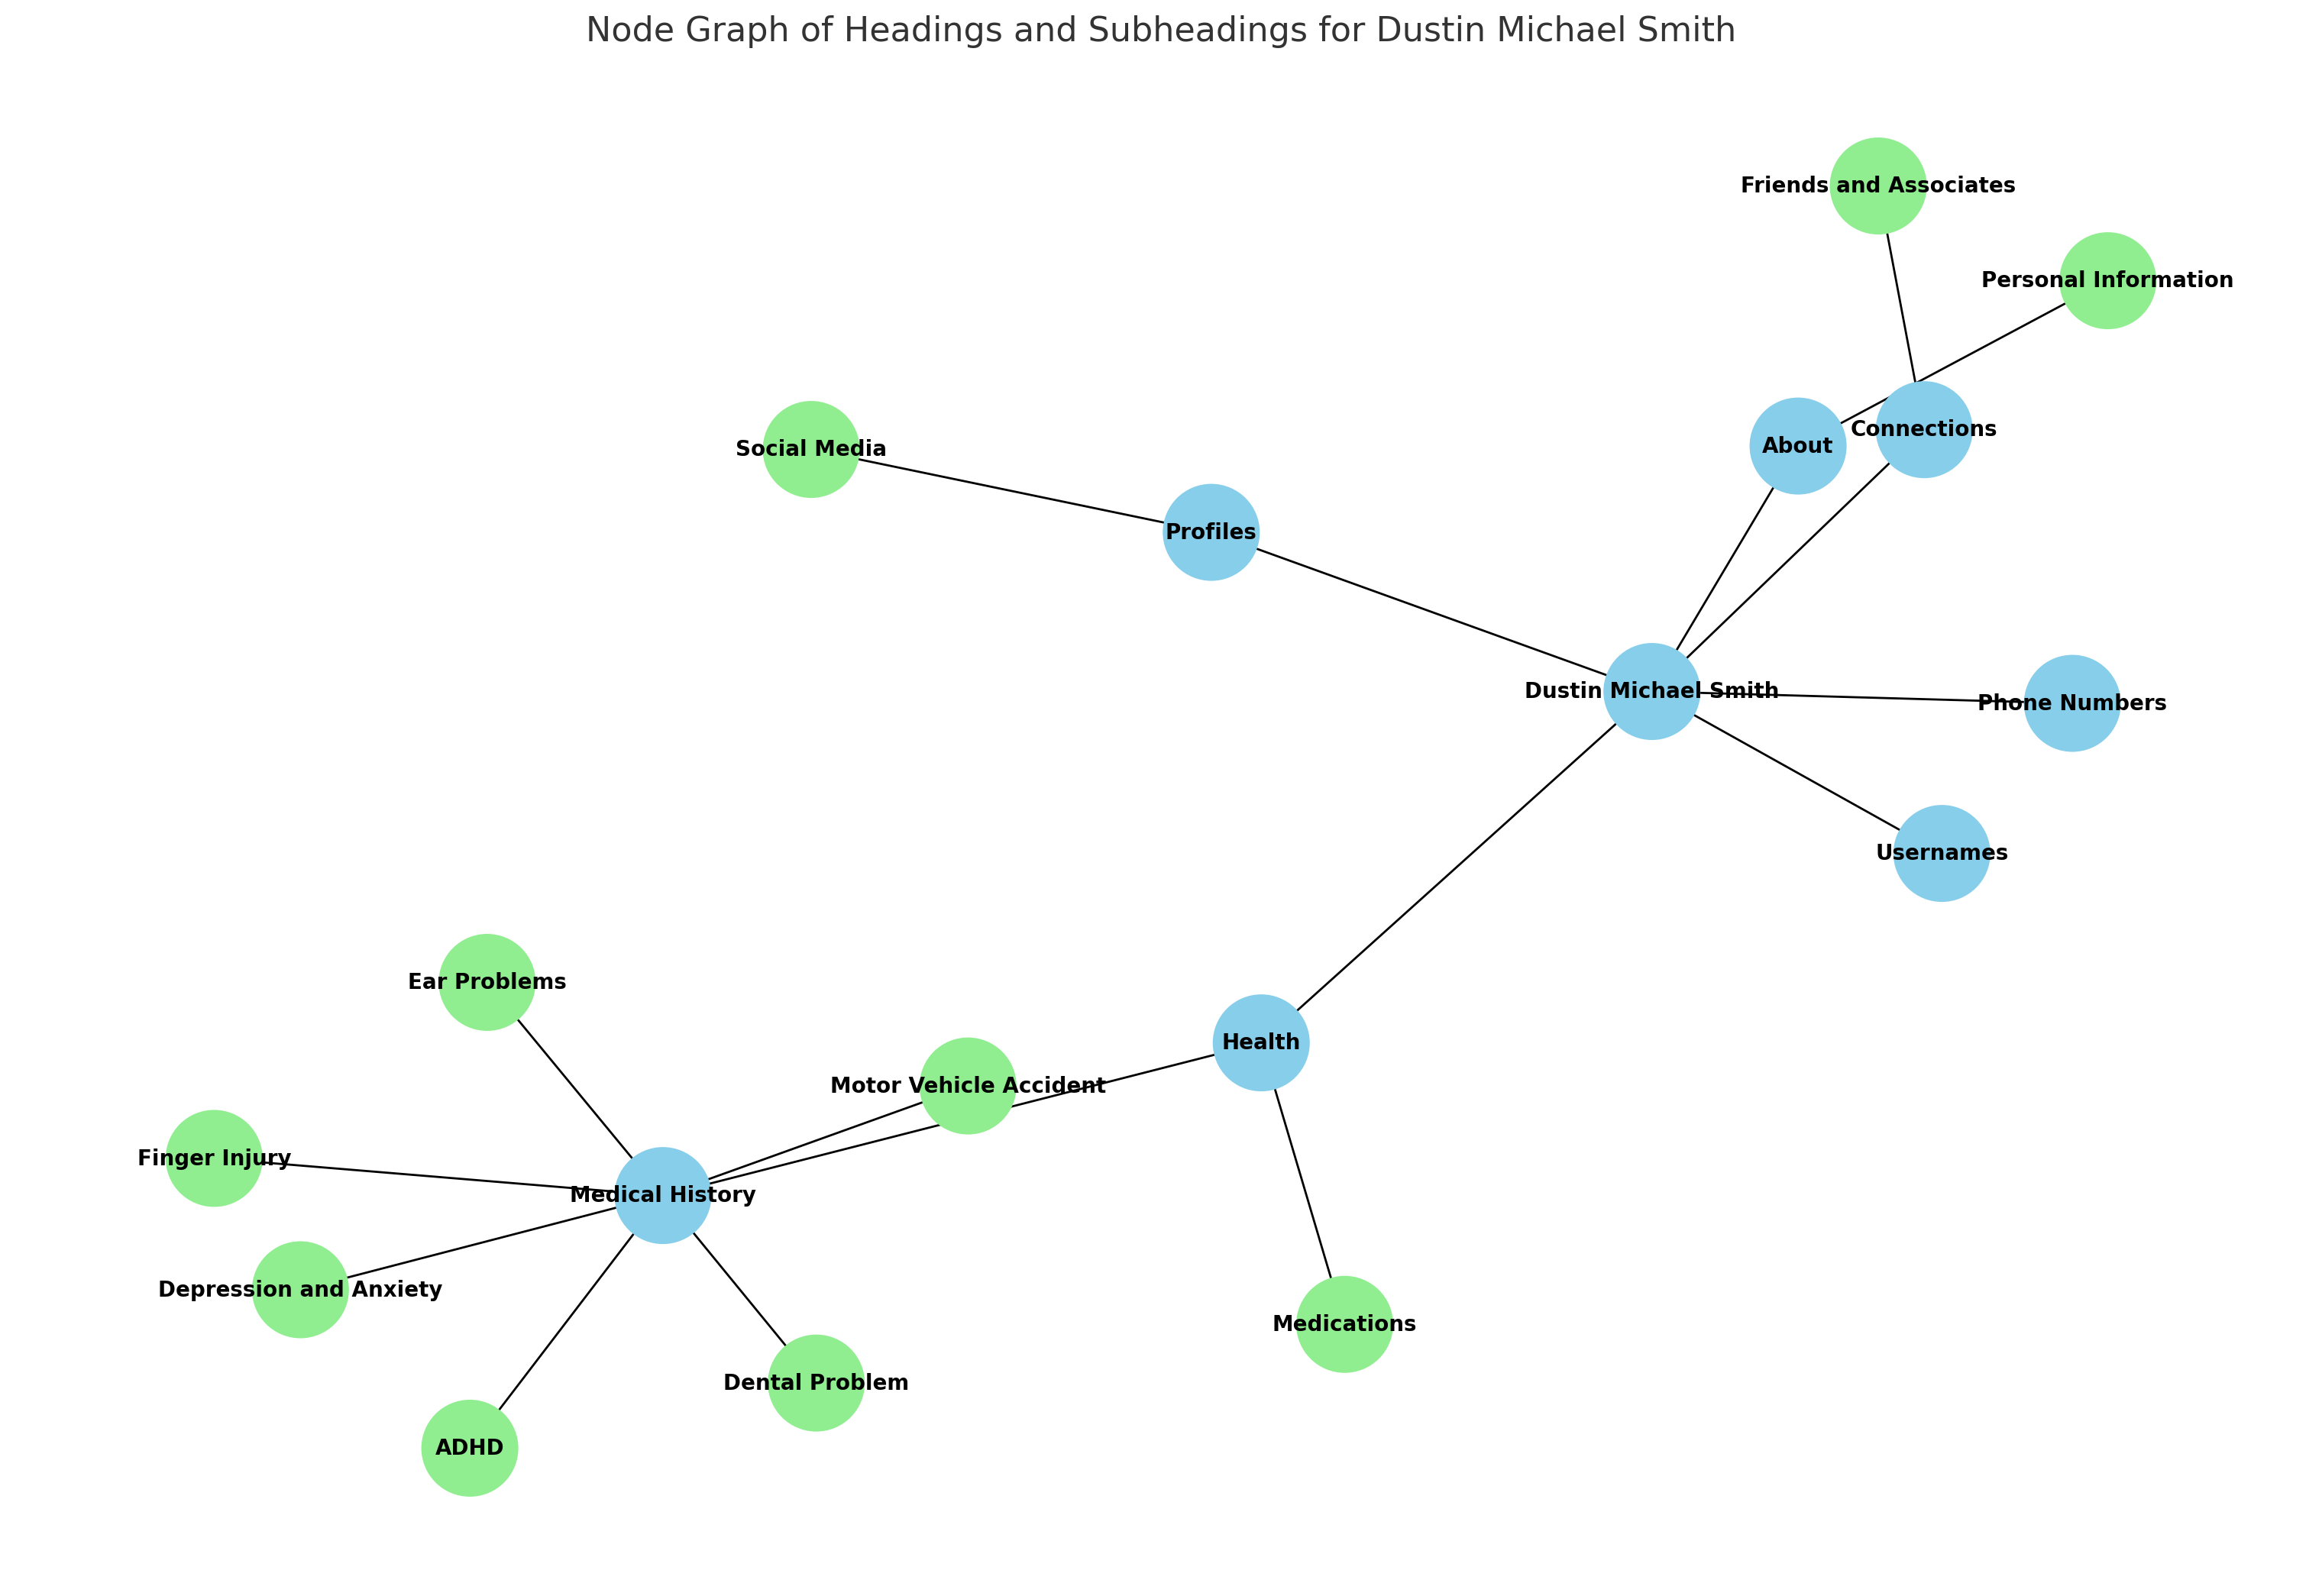 Node Graph of Headings and Subheadings for Dustin Michael Smith
Friends and Associates
Personal Information
Connections
About
Social Media
Profiles
Dustin Michael Smith
Phone Numbers
Usernames
Ear Problems
Health
Motor Vehicle Accident
Finger Injury
Medical History
Depression and Anxiety
Medications
Dental Problem
ADHD